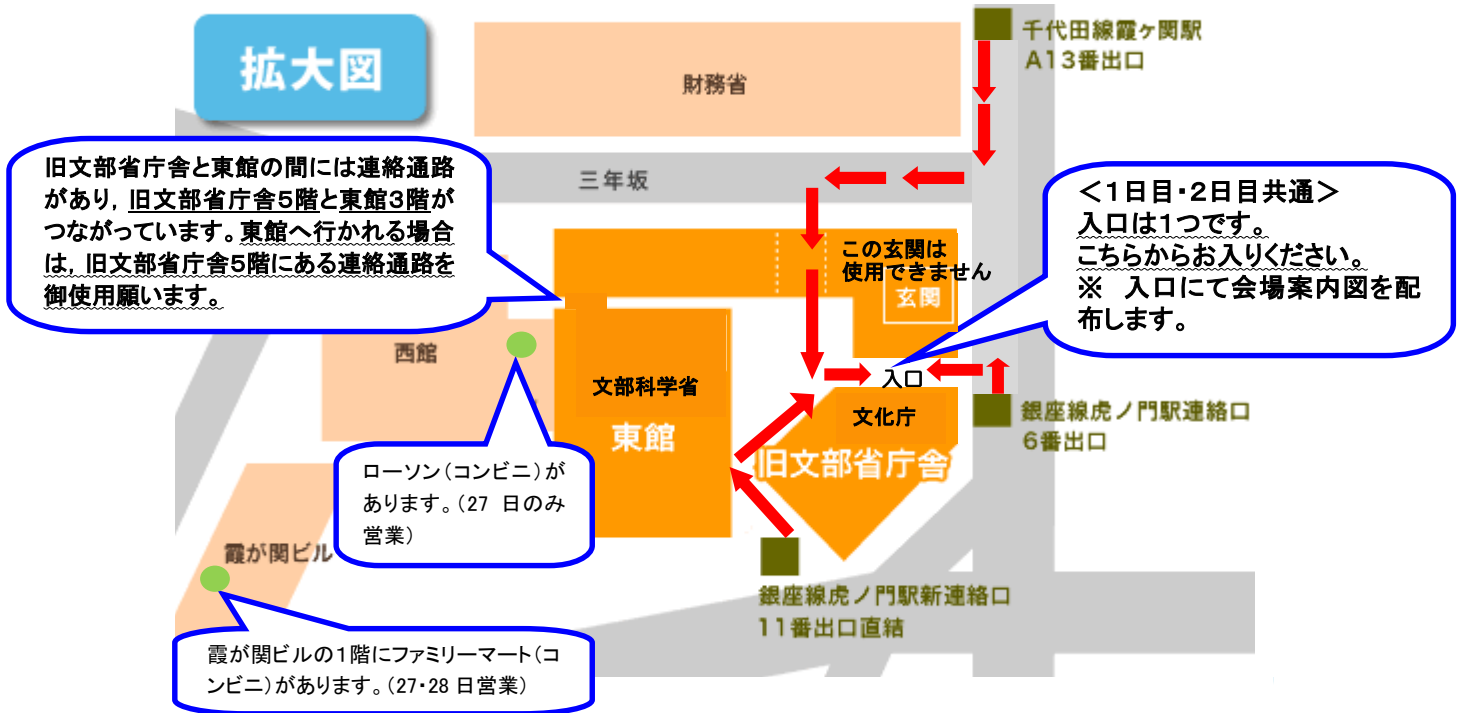 拡大図
財務省
千代田線霞ヶ関駅
A13番出口
三年坂
旧文部省庁舎と東館の間には連絡通路
があり，旧文部省庁舎5階と東館3階が
つながっています。東館へ行かれる場合
は，旧文部省庁舎5階にある連絡通路を
御使用願います。
＜1日目・2日目共通＞
入口は1つです。
こちらからお入りください。
※　入口にて会場案内図を配
布します。
この玄関は
使用できません
玄関
西館
文部科学省
東館
入口
文化庁
旧文部省庁舎
銀座線虎ノ門駅連絡口
6番出口
ローソン（コンビニ）が
あります。（27 日のみ
営業）
霞が関ビル
銀座線虎ノ門駅新連絡口
11番出口直結
霞が関ビルの1階にファミリーマート（コ
ンビニ）があります。（27・28 日営業）